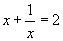 x + 1/x = 2